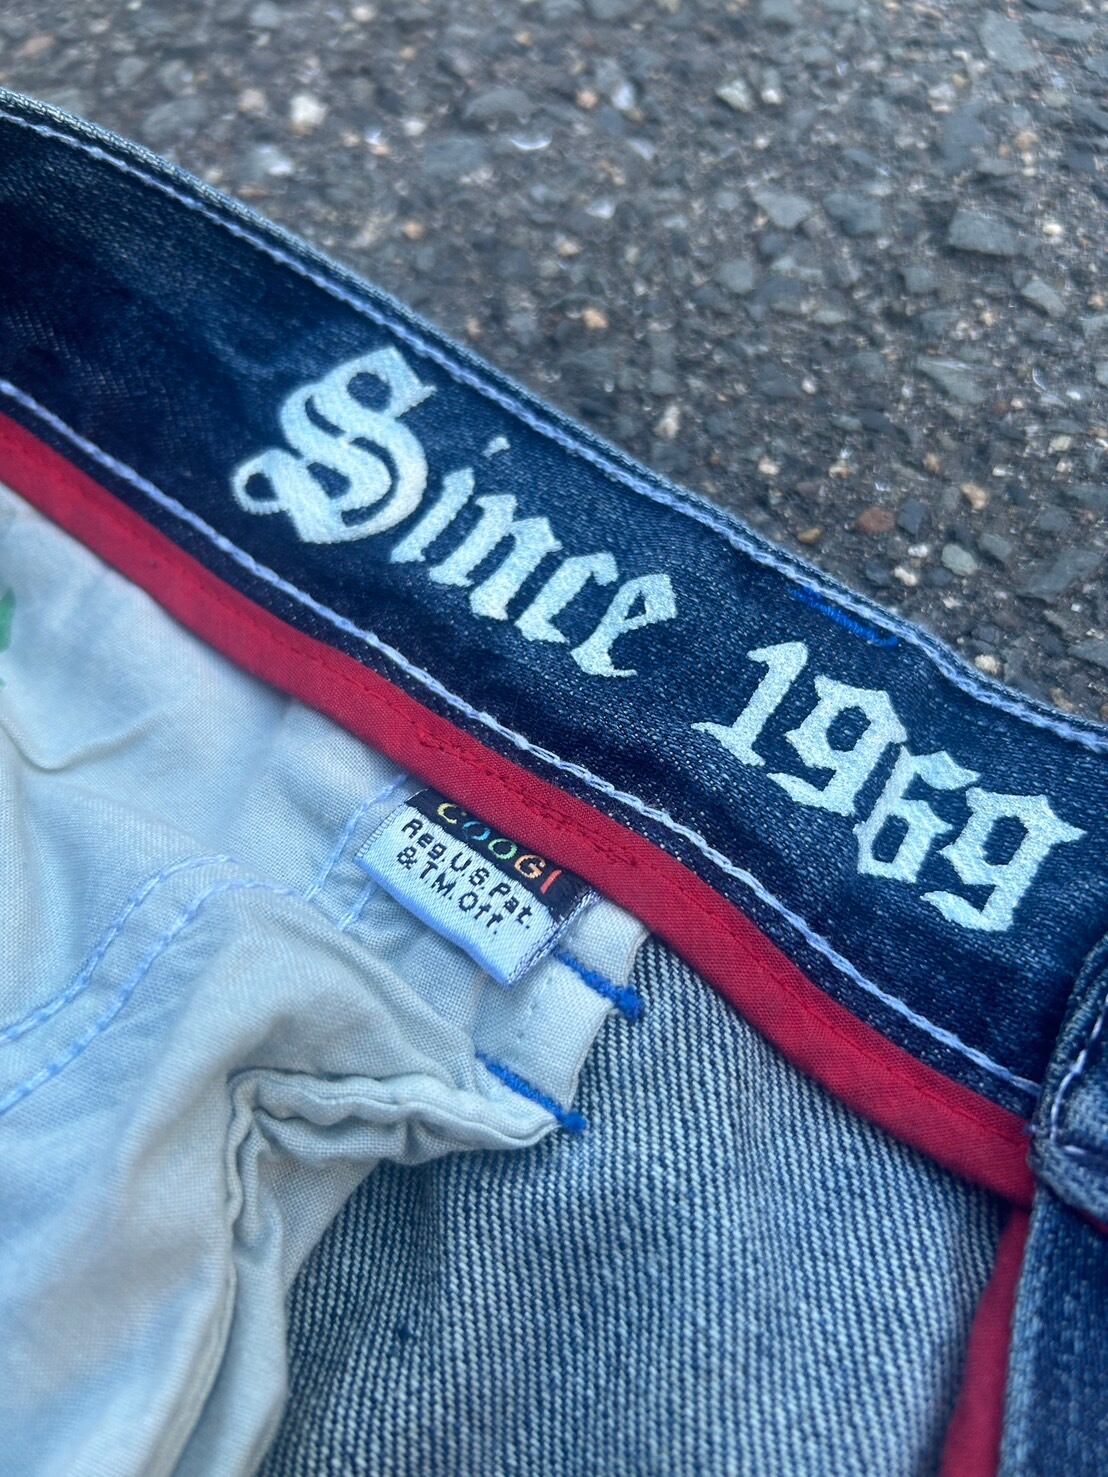 Since 1969
COOGI
Reg.U.S.Pat.
& T.M.Off.